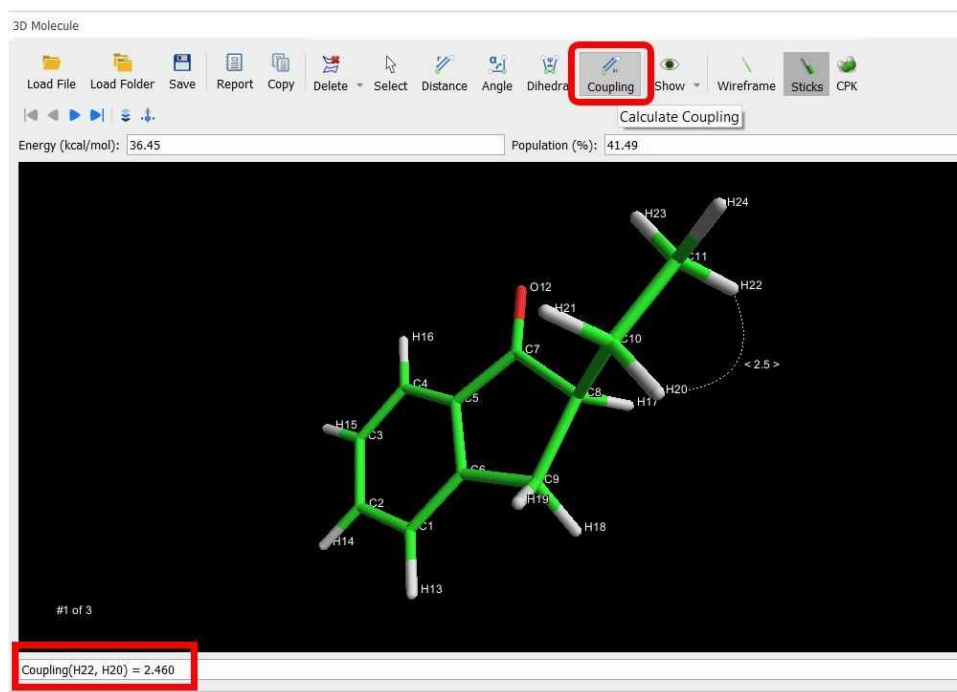 3D Molecule
Load File Load Folder Save Report Copy Delete Select Distance Angle Dihedra Coupling Show Wireframe Sticks CPK
Calculate Coupling
Energy (kcal/mol): 36.45 Population (%): 41.49
H24
H23
C11
H22
O12
H21
C10
H16
C7
< 2.5 >
C4
H20
C8
H17
C5
H15
C3
C6
C9
C2
H19
C1
H18
H14
H13
#1 of 3
Coupling(H22, H20) = 2.460